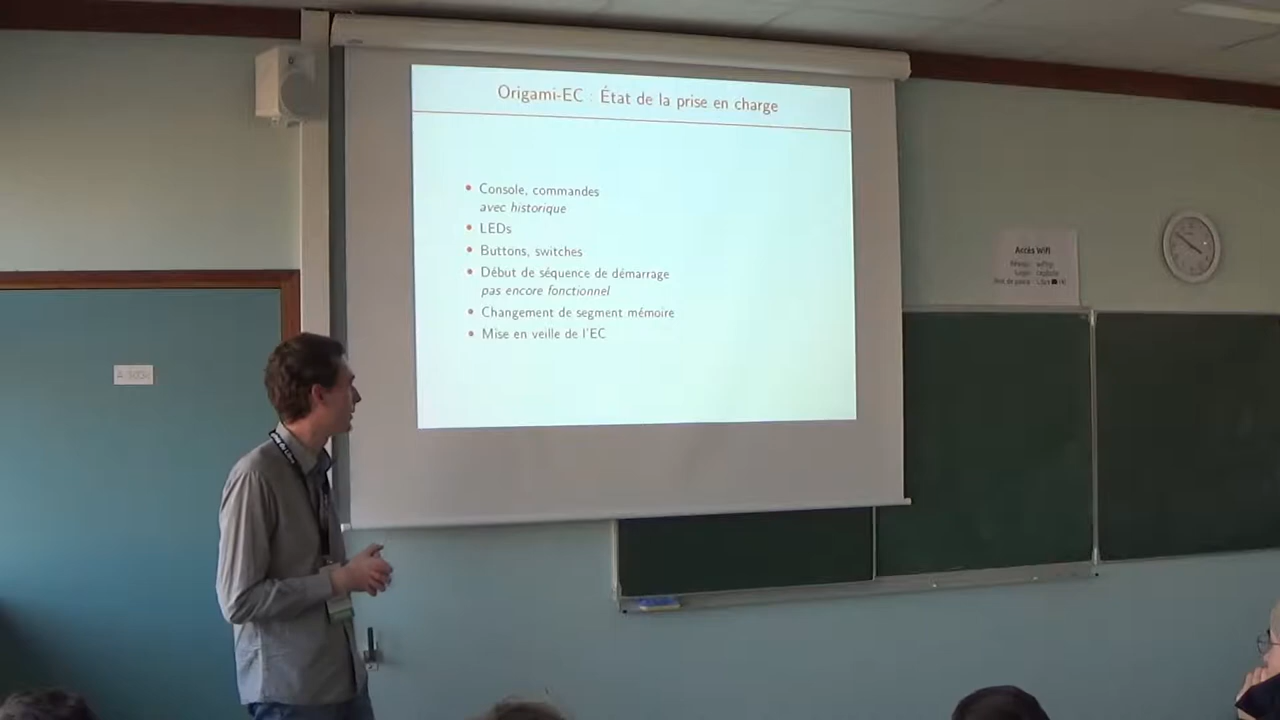 Origami-EC : État de la prise en charge
Console, commandes
avec historique
LEDs
Buttons, switches
Début de séquence de démarrage
pas encore fonctionnel
Changement de segment mémoire
Mise en veille de l'EC
Accès Wifi